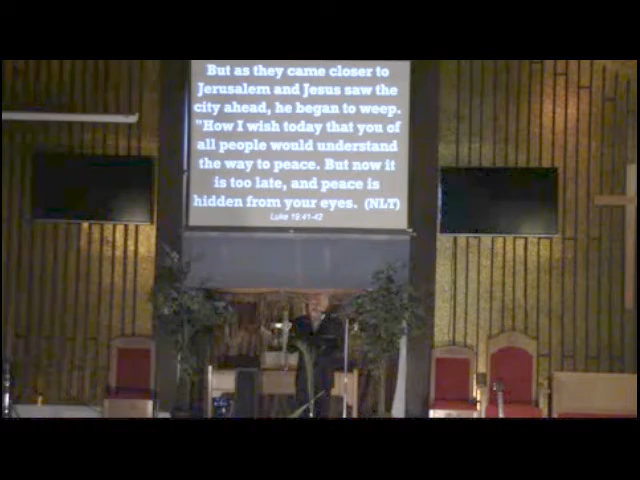 But as they came closer to
Jerusalem and Jesus saw the
city ahead, he began to weep.
"How I wish today that you of
all people would understand
the way to peace. But now it
is too late, and peace is
hidden from your eyes. (NLT)
Luke 19:41-42